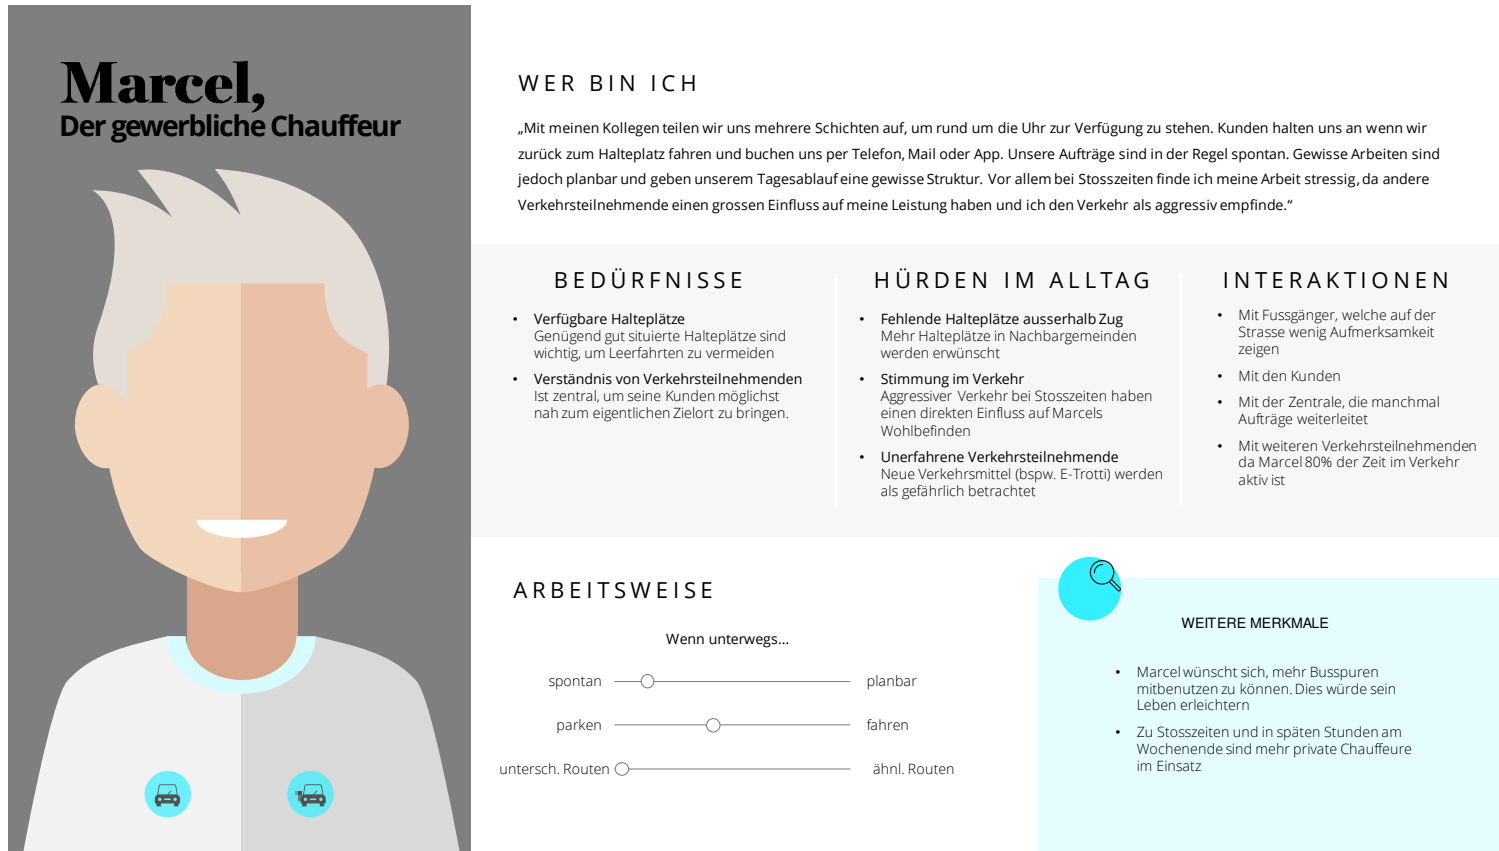 Marcel,
Der gewerbliche Chauffeur
WER BIN ICH
„Mit meinen Kollegen teilen wir uns mehrere Schichten auf, um rund um die Uhr zur Verfügung zu stehen. Kunden halten uns an wenn wir
zurück zum Halteplatz fahren und buchen uns per Telefon, Mail oder App. Unsere Aufträge sind in der Regel spontan. Gewisse Arbeiten sind
jedoch planbar und geben unserem Tagesablauf eine gewisse Struktur. Vor allem bei Stosszeiten finde ich meine Arbeit stressig, da andere
Verkehrsteilnehmende einen grossen Einfluss auf meine Leistung haben und ich den Verkehr als aggressiv empfinde.“
BEDÜRFNISSE
• Verfügbare Halteplätze
Genügend gut situierte Halteplätze sind
wichtig, um Leerfahrten zu vermeiden
• Verständnis von Verkehrsteilnehmenden
Ist zentral, um seine Kunden möglichst
nah zum eigentlichen Zielort zu bringen.
HÜRDEN IM ALLTAG
• Fehlende Halteplätze ausserhalb Zug
Mehr Halteplätze in Nachbargemeinden
werden erwünscht
• Stimmung im Verkehr
Aggressiver Verkehr bei Stosszeiten haben
einen direkten Einfluss auf Marcels
Wohlbefinden
• Unerfahrene Verkehrsteilnehmende
Neue Verkehrsmittel (bspw. E-Trotti) werden
als gefährlich betrachtet
INTERAKTIONEN
• Mit Fussgänger, welche auf der
Strasse wenig Aufmerksamkeit
zeigen
• Mit den Kunden
• Mit der Zentrale, die manchmal
Aufträge weiterleitet
• Mit weiteren Verkehrsteilnehmenden
da Marcel 80% der Zeit im Verkehr
aktiv ist
ARBEITSWEISE
Wenn unterwegs...
spontan planbar
parken fahren
untersch. Routen ähnl. Routen
WEITERE MERKMALE
• Marcel wünscht sich, mehr Busspuren
mitbenutzen zu können. Dies würde sein
Leben erleichtern
• Zu Stosszeiten und in späten Stunden am
Wochenende sind mehr private Chauffeure
im Einsatz